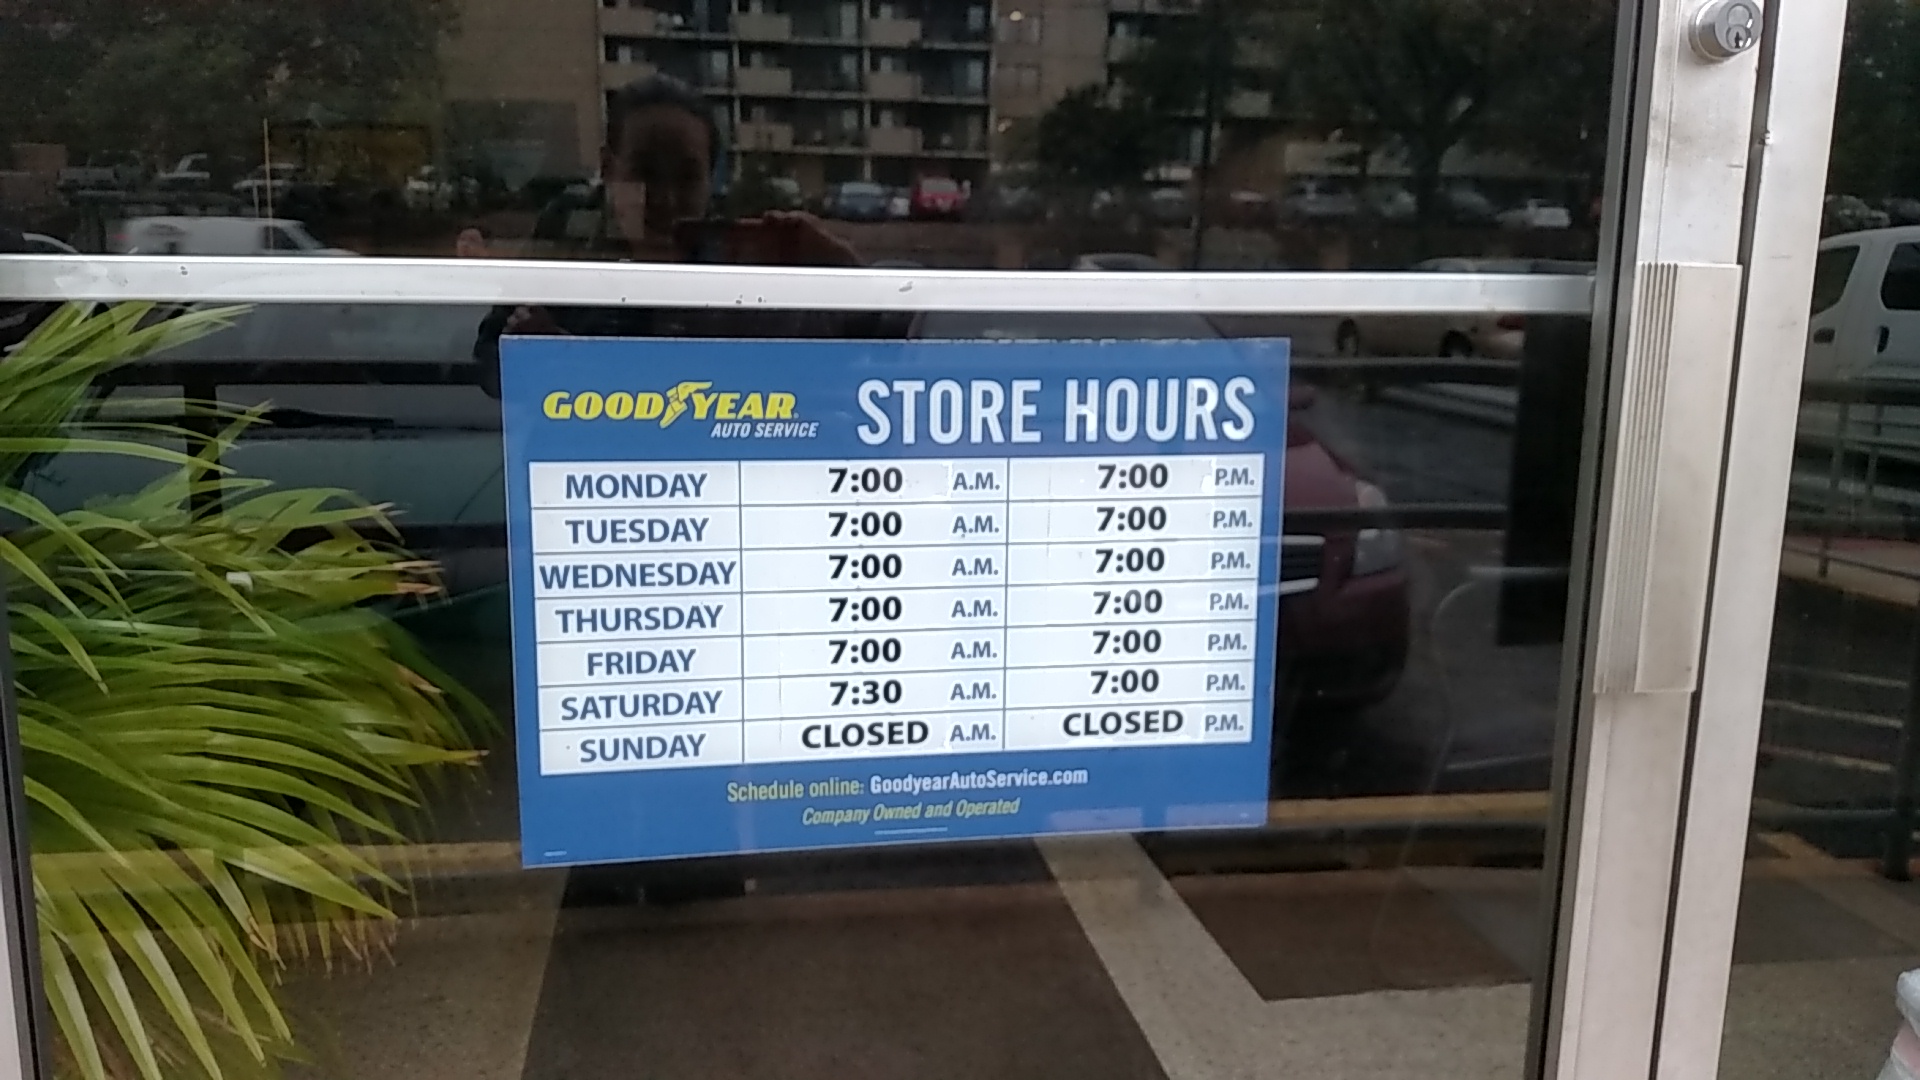 GOODYEAR
AUTO SERVICE
STORE HOURS
MONDAY 7:00 A.M. 7:00 P.M.
TUESDAY 7:00 A.M. 7:00 P.M.
WEDNESDAY 7:00 A.M. 7:00 P.M.
THURSDAY 7:00 A.M. 7:00 P.M.
FRIDAY 7:00 A.M. 7:00 P.M.
SATURDAY 7:30 A.M. 7:00 P.M.
SUNDAY CLOSED A.M. CLOSED P.M.
Schedule online: GoodyearAutoService.com
Company Owned and Operated